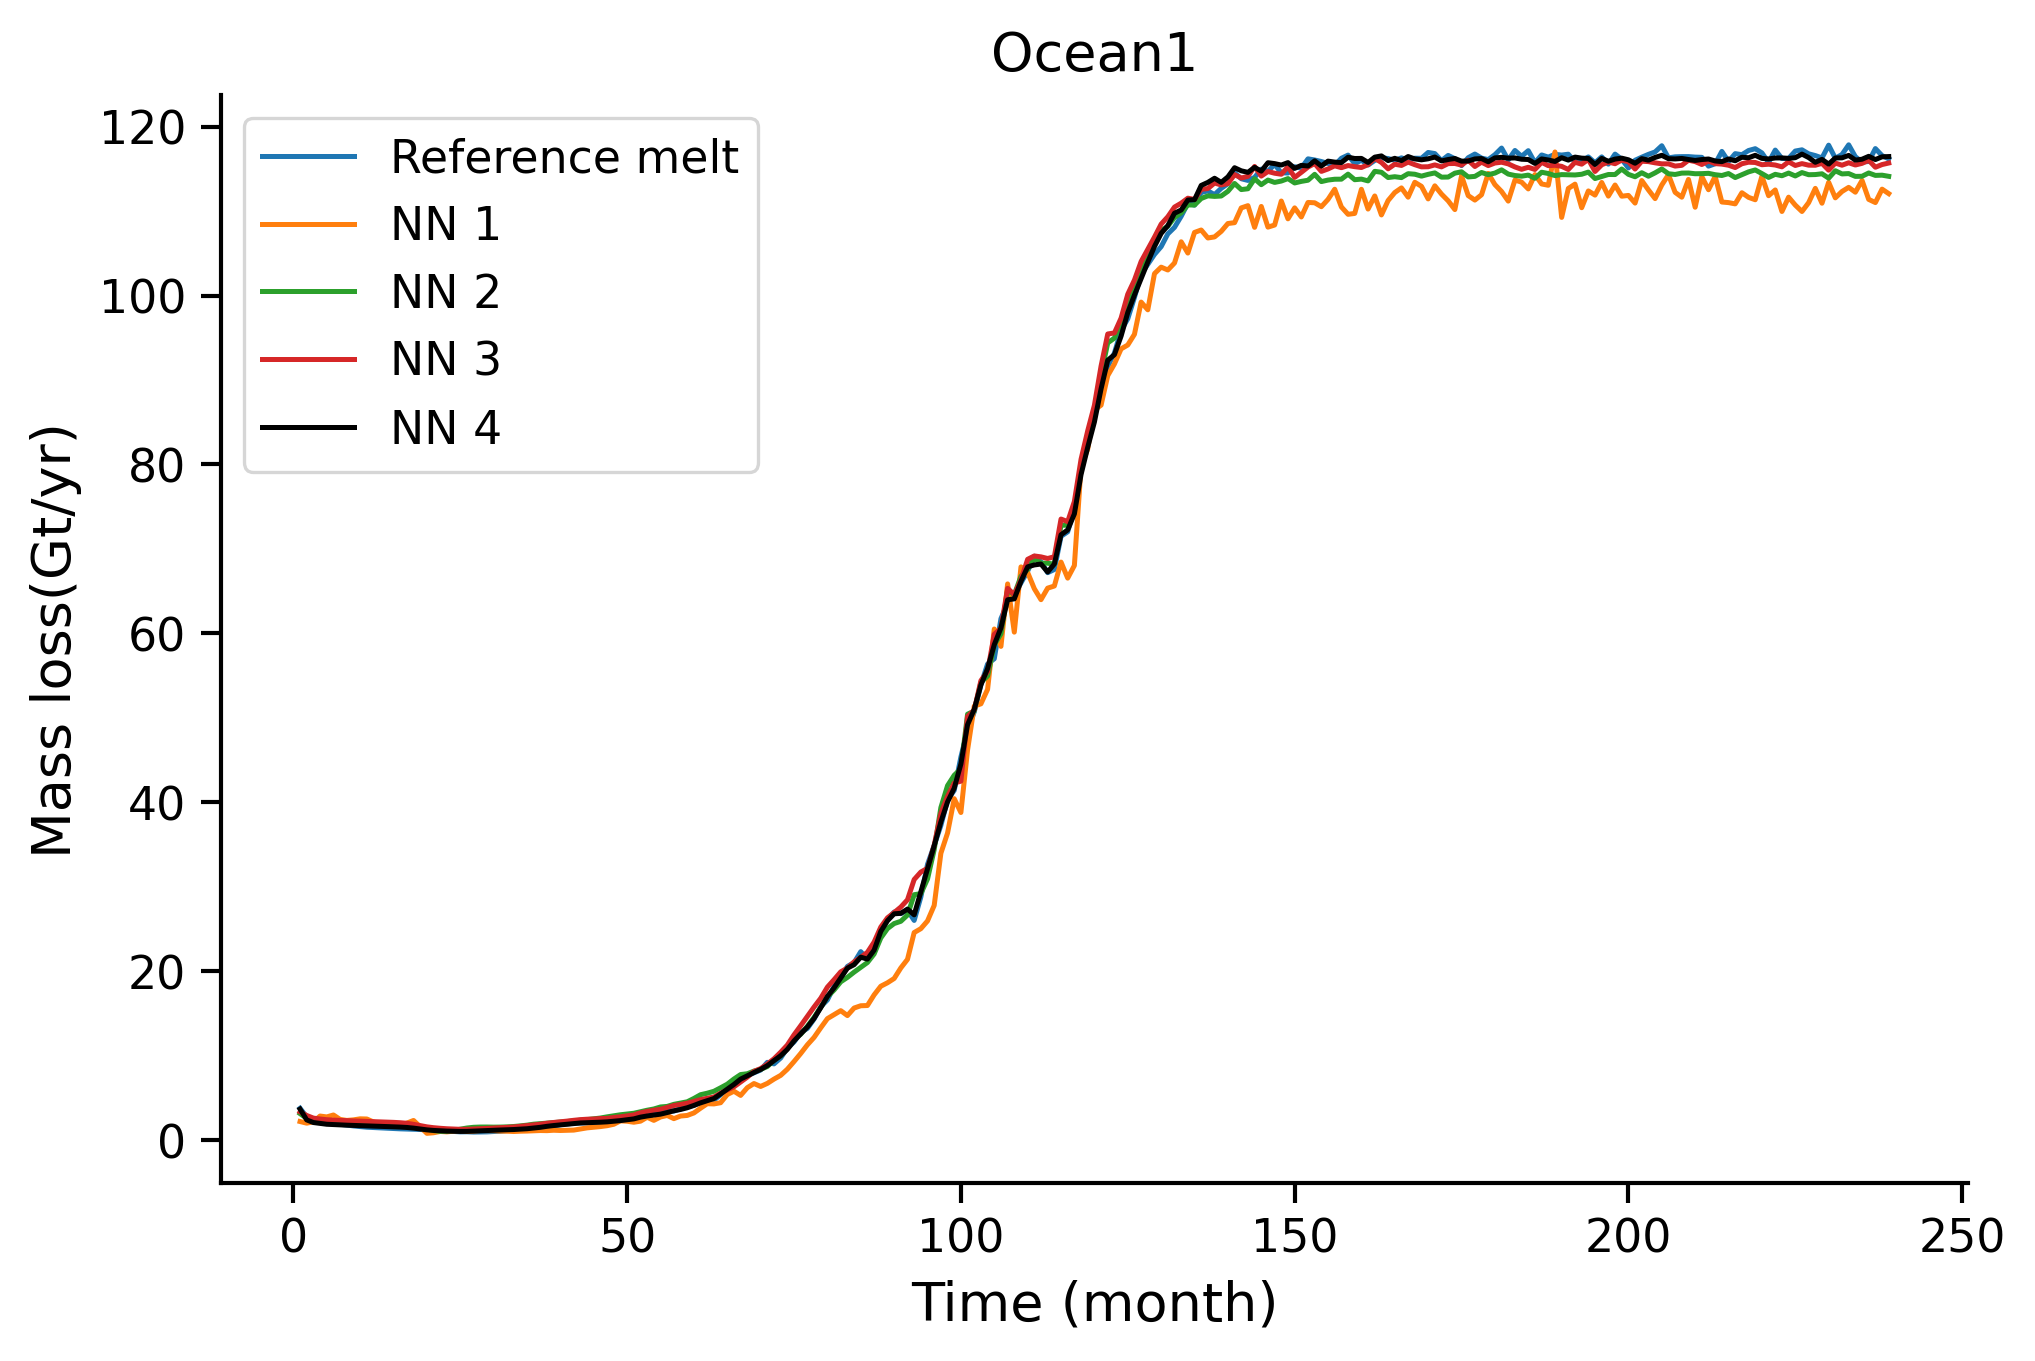 Ocean1
120
100
80
60
40
20
0
Mass loss(Gt/yr)
Reference melt
NN 1
NN 2
NN 3
NN 4
0 50 100 150 200 250
Time (month)